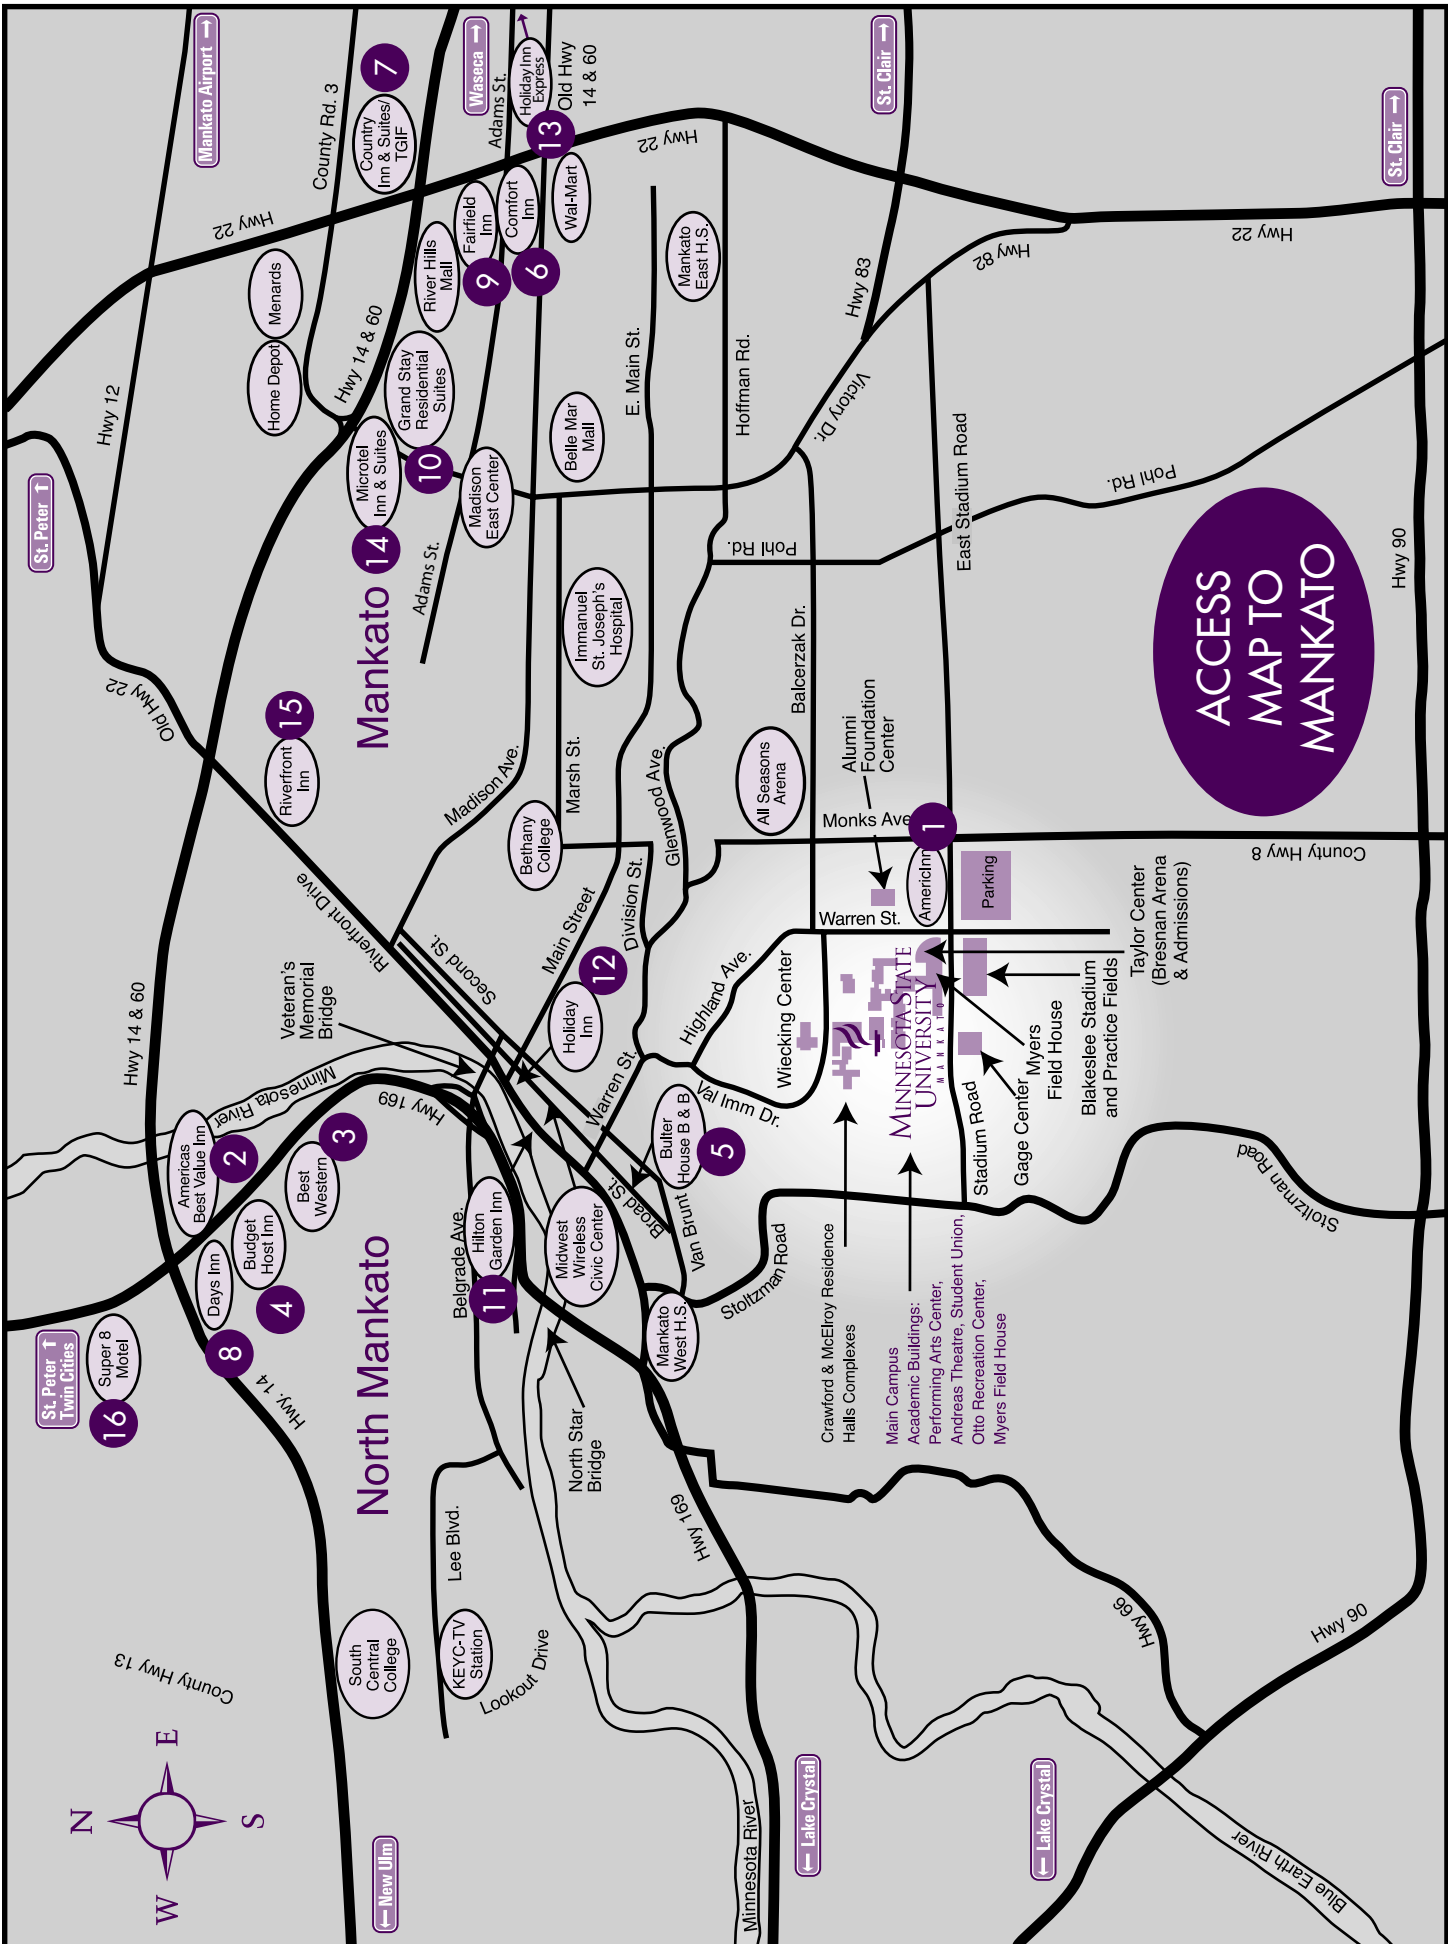 N
W
E
S
County Hwy 13
← New Ulm
St. Peter →
Twin Cities
Super 8
Motel
16
8
Days Inn
Budget
Host Inn
4
Americas
Best Value Inn
2
Best
Western
3
Hwy. 14
Hwy 14 & 60
Minnesota River
Hwy 169
Veteran's
Memorial
Bridge
North Mankato
South
Central
College
KEYC-TV
Station
Lookout Drive
Lee Blvd.
Belgrade Ave.
11
Hilton
Garden Inn
Midwest
Wireless
Civic Center
North Star
Bridge
Mankato
West H.S.
Hwy 169
Minnesota River
← Lake Crystal
← Lake Crystal
Blue Earth River
Hwy 66
Hwy 90
St. Peter →
Old Hwy 22
Hwy 12
Mankato Airport →
County Rd. 3
Hwy 22
Menards
Home Depot
Hwy 14 & 60
7
Country
Inn & Suites/
TGIF
Waseca →
Adams St.
Holiday Inn
Express
Old Hwy
14 & 60
13
Hwy 22
Wal-Mart
Comfort
Inn
6
Fairfield
Inn
9
River Hills
Mall
Grand Stay
Residential
Suites
10
Microtel
Inn & Suites
14
Madison
East Center
Mankato
Adams St.
15
Riverfront
Inn
Riverfront Drive
Madison Ave.
Second St.
Bethany
College
Marsh St.
Immanuel
St. Joseph's
Hospital
Belle Mar
Mall
E. Main St.
Mankato
East H.S.
Hoffman Rd.
Main Street
Division St.
Glenwood Ave.
12
Holiday
Inn
Warren St.
Broad St.
Van Brunt
Bulter
House B & B
5
Val Imm Dr.
Highland Ave.
Stoltzman Road
Wiecking Center
Pohl Rd.
All Seasons
Arena
Balcerzak Dr.
Victory Dr.
Hwy 83
St. Clair →
Hwy 82
Hwy 22
St. Clair →
East Stadium Road
Pohl Rd.
Hwy 90
Alumni
Foundation
Center
Monks Ave
1
AmericInn
Parking
Warren St.
County Hwy 8
MINNESOTA STATE
UNIVERSITY
MANKATO
Taylor Center
(Bresnan Arena
& Admissions)
Blakeslee Stadium
and Practice Fields
Myers
Field House
Gage Center
Stadium Road
Stoltzman Road
Crawford & McElroy Residence
Halls Complexes
Main Campus
Academic Buildings:
Performing Arts Center,
Andreas Theatre, Student Union,
Otto Recreation Center,
Myers Field House
ACCESS
MAP TO
MANKATO